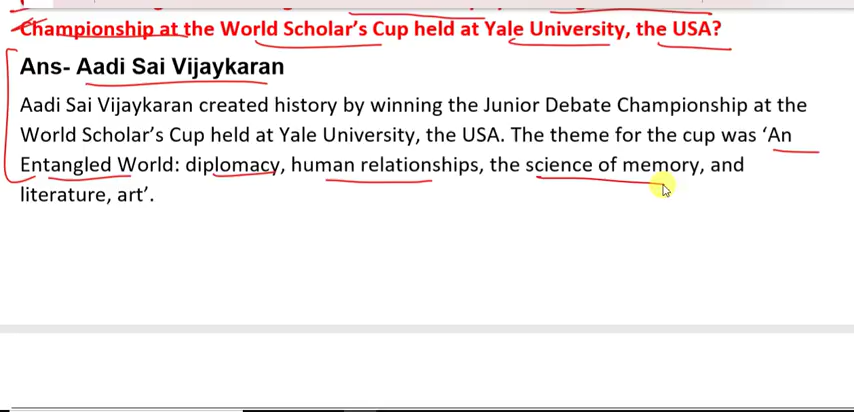 Championship at the World Scholar's Cup held at Yale University, the USA?
Ans- Aadi Sai Vijaykaran
Aadi Sai Vijaykaran created history by winning the Junior Debate Championship at the
World Scholar's Cup held at Yale University, the USA. The theme for the cup was ‘An
Entangled World: diplomacy, human relationships, the science of memory, and
literature, art’.